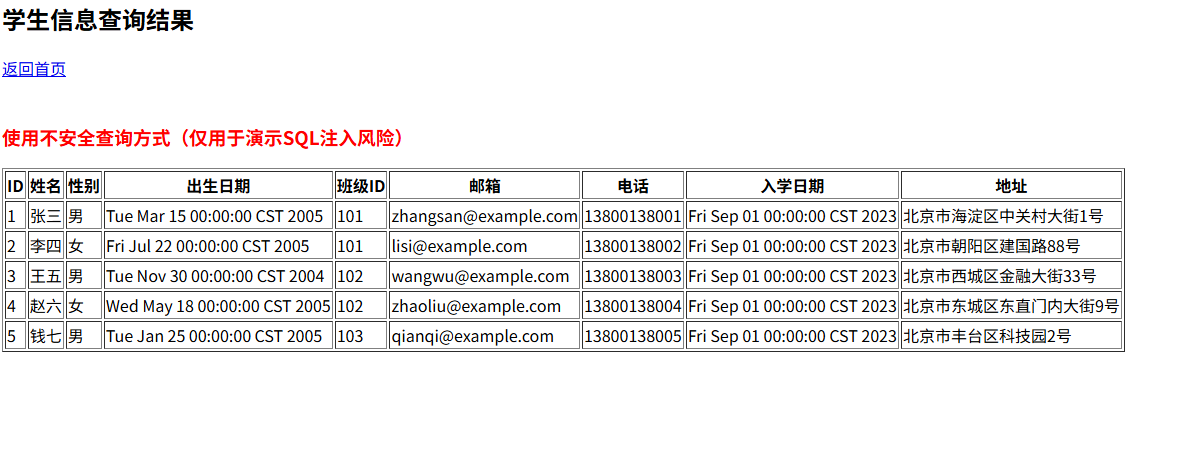 学生信息查询结果
返回首页
使用不安全查询方式（仅用于演示SQL注入风险）
ID 姓名 性别 出生日期 班级ID 邮箱 电话 入学日期 地址
1 张三 男 Tue Mar 15 00:00:00 CST 2005 101 zhangsan@example.com 13800138001 Fri Sep 01 00:00:00 CST 2023 北京市海淀区中关村大街1号
2 李四 女 Fri Jul 22 00:00:00 CST 2005 101 lisi@example.com 13800138002 Fri Sep 01 00:00:00 CST 2023 北京市朝阳区建国路88号
3 王五 男 Tue Nov 30 00:00:00 CST 2004 102 wangwu@example.com 13800138003 Fri Sep 01 00:00:00 CST 2023 北京市西城区金融大街33号
4 赵六 女 Wed May 18 00:00:00 CST 2005 102 zhaoliu@example.com 13800138004 Fri Sep 01 00:00:00 CST 2023 北京市东城区东直门内大街9号
5 钱七 男 Tue Jan 25 00:00:00 CST 2005 103 qianqi@example.com 13800138005 Fri Sep 01 00:00:00 CST 2023 北京市丰台区科技园2号